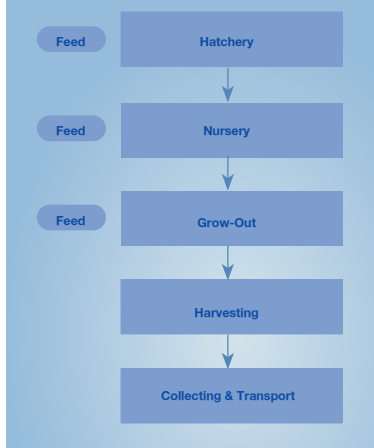 Feed
Hatchery
Feed
Nursery
Feed
Grow-Out
Harvesting
Collecting & Transport